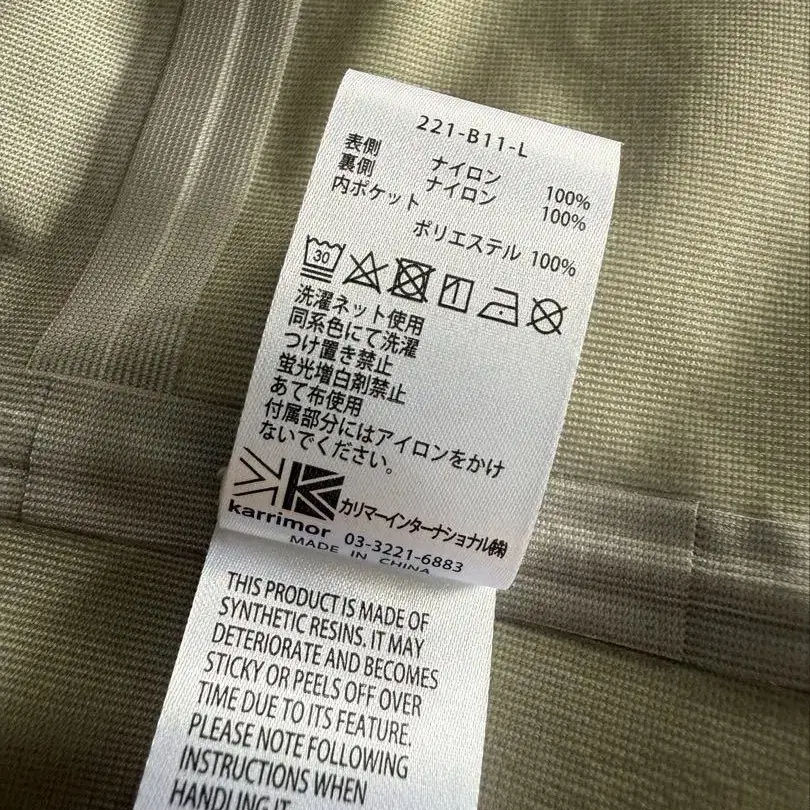 221-B11-L
表側 ナイロン 100%
裏側 ナイロン 100%
内ポケット
ポリエステル 100%
30
洗濯ネット使用
同系色にて洗濯
つけ置き禁止
蛍光増白剤禁止
あて布使用
付属部分にはアイロンをかけ
ないでください。
karrimor カリマーインターナショナル㈱
03-3221-6883
MADE IN CHINA
THIS PRODUCT IS MADE OF
SYNTHETIC RESINS. IT MAY
DETERIORATE AND BECOMES
STICKY OR PEELS OFF OVER
TIME DUE TO ITS FEATURE.
PLEASE NOTE FOLLOWING
INSTRUCTIONS WHEN
HANDLING IT